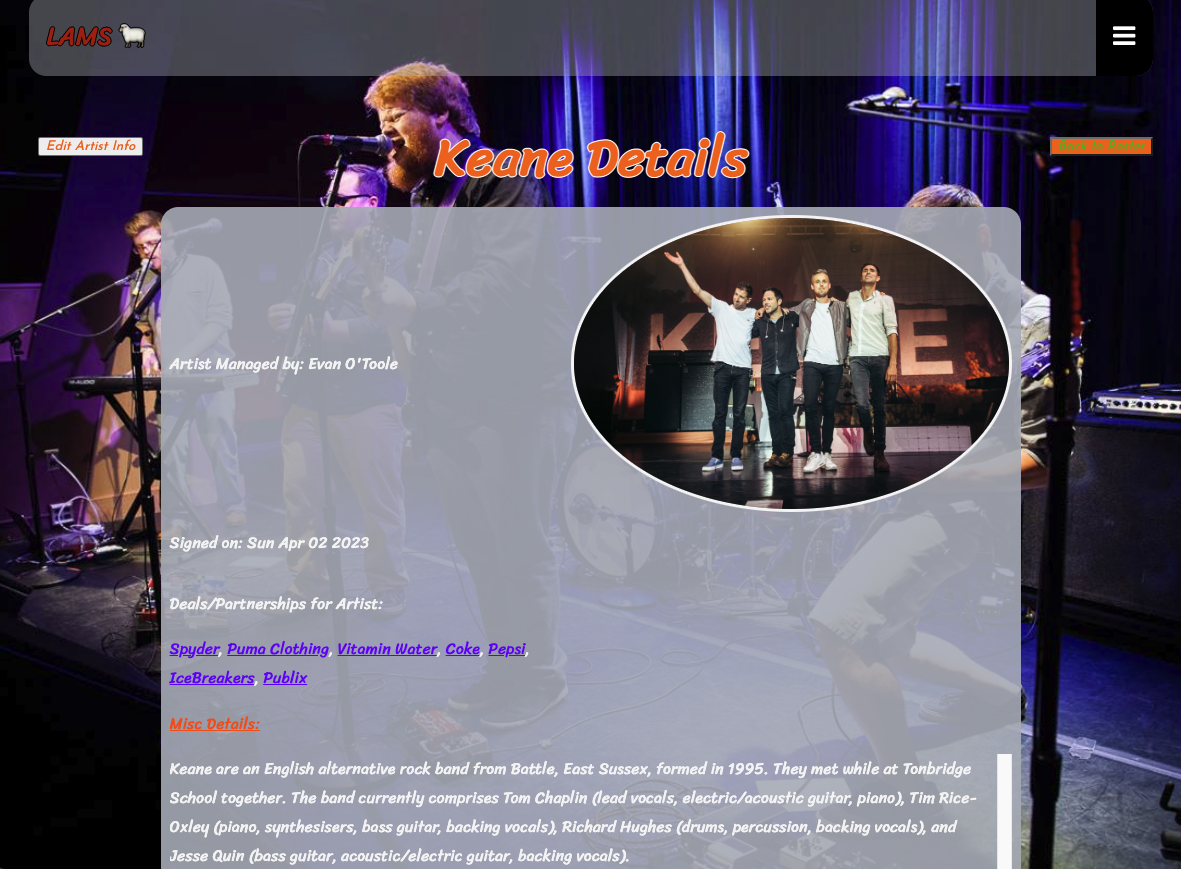 LAMS
Edit Artist Info
Keane Details
Back to Roster
KEANE
Artist Managed by: Evan O'Toole
Signed on: Sun Apr 02 2023
Deals/Partnerships for Artist:
Spyder, Puma Clothing, Vitamin Water, Coke, Pepsi,
IceBreakers, Publix
Misc Details:
Keane are an English alternative rock band from Battle, East Sussex, formed in 1995. They met while at Tonbridge
School together. The band currently comprises Tom Chaplin (lead vocals, electric/acoustic guitar, piano), Tim Rice-
Oxley (piano, synthesisers, bass guitar, backing vocals), Richard Hughes (drums, percussion, backing vocals), and
Jesse Quin (bass guitar, acoustic/electric guitar, backing vocals).